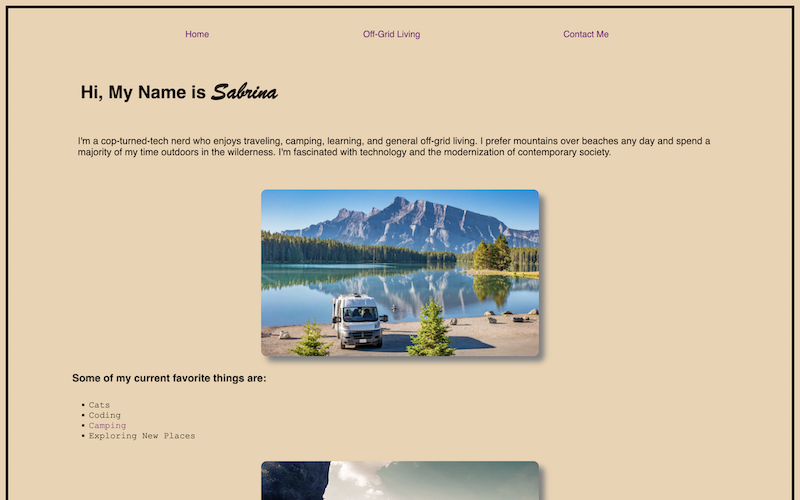 Home Off-Grid Living Contact Me
Hi, My Name is Sabrina
I'm a cop-turned-tech nerd who enjoys traveling, camping, learning, and general off-grid living. I prefer mountains over beaches any day and spend a
majority of my time outdoors in the wilderness. I'm fascinated with technology and the modernization of contemporary society.
Some of my current favorite things are:
Cats
Coding
Camping
Exploring New Places